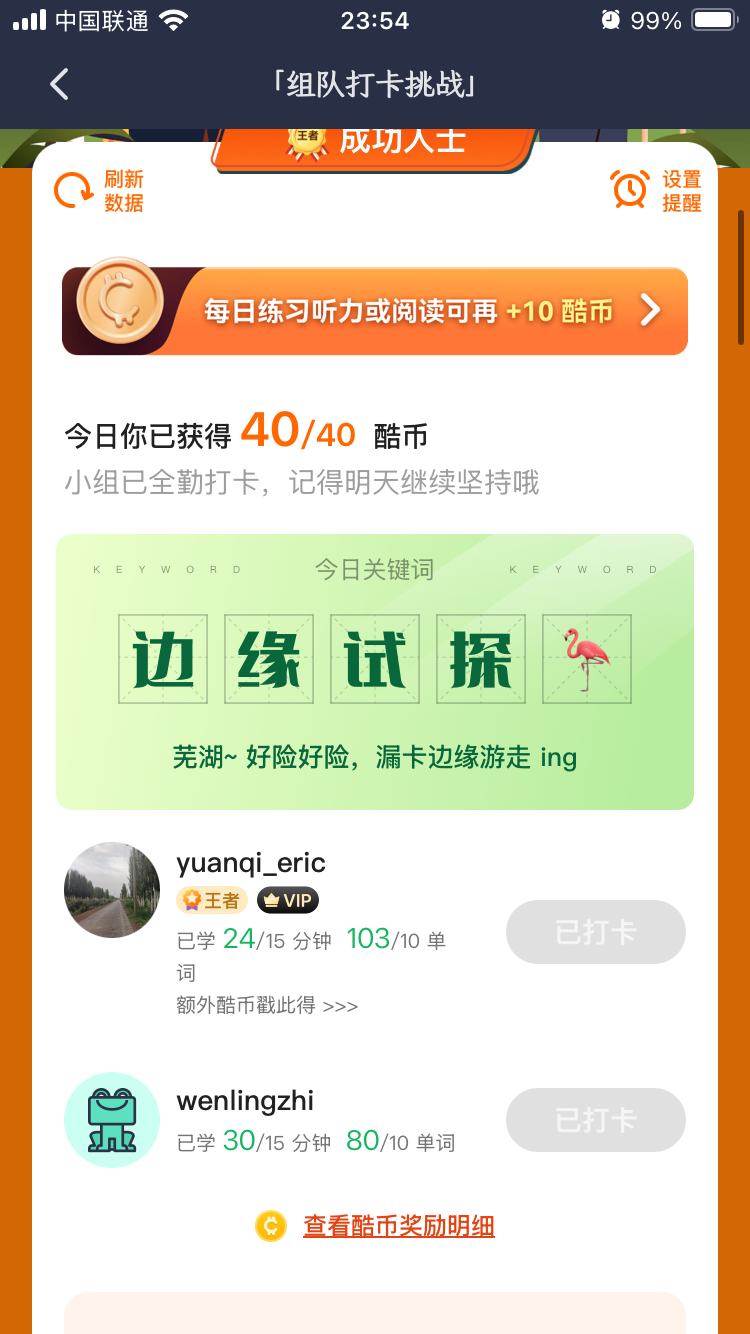 中国联通
23:54
99%
「组队打卡挑战」
王者
成功人士
刷新
数据
设置
提醒
每日练习听力或阅读可再 +10 酷币
今日你已获得 40/40 酷币
小组已全勤打卡，记得明天继续坚持哦
KEYWORD
今日关键词
KEYWORD
边缘试探
芜湖~ 好险好险，漏卡边缘游走 ing
yuanqi_eric
王者
VIP
已学 24/15 分钟 103/10 单
词
额外酷币戳此得 >>>
已打卡
wenlingzhi
已学 30/15 分钟 80/10 单词
已打卡
查看酷币奖励明细